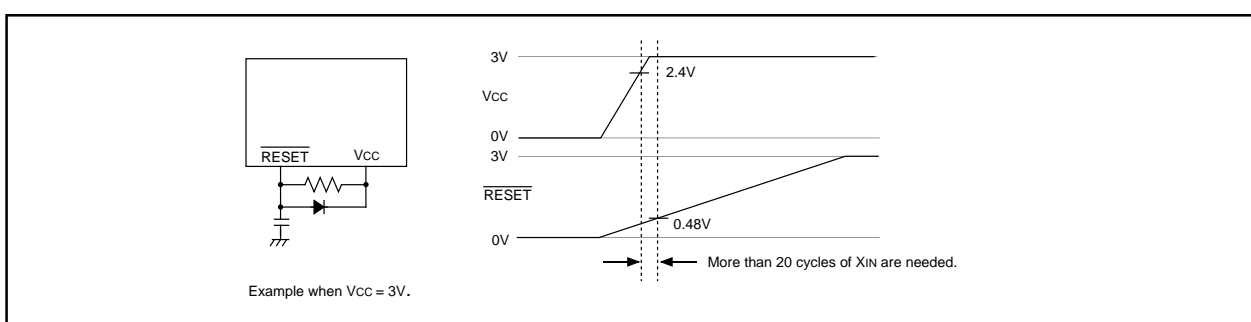 RESET VCC
Example when VCC = 3V.
3V
2.4V
VCC
0V
3V
RESET
0.48V
0V
More than 20 cycles of XIN are needed.